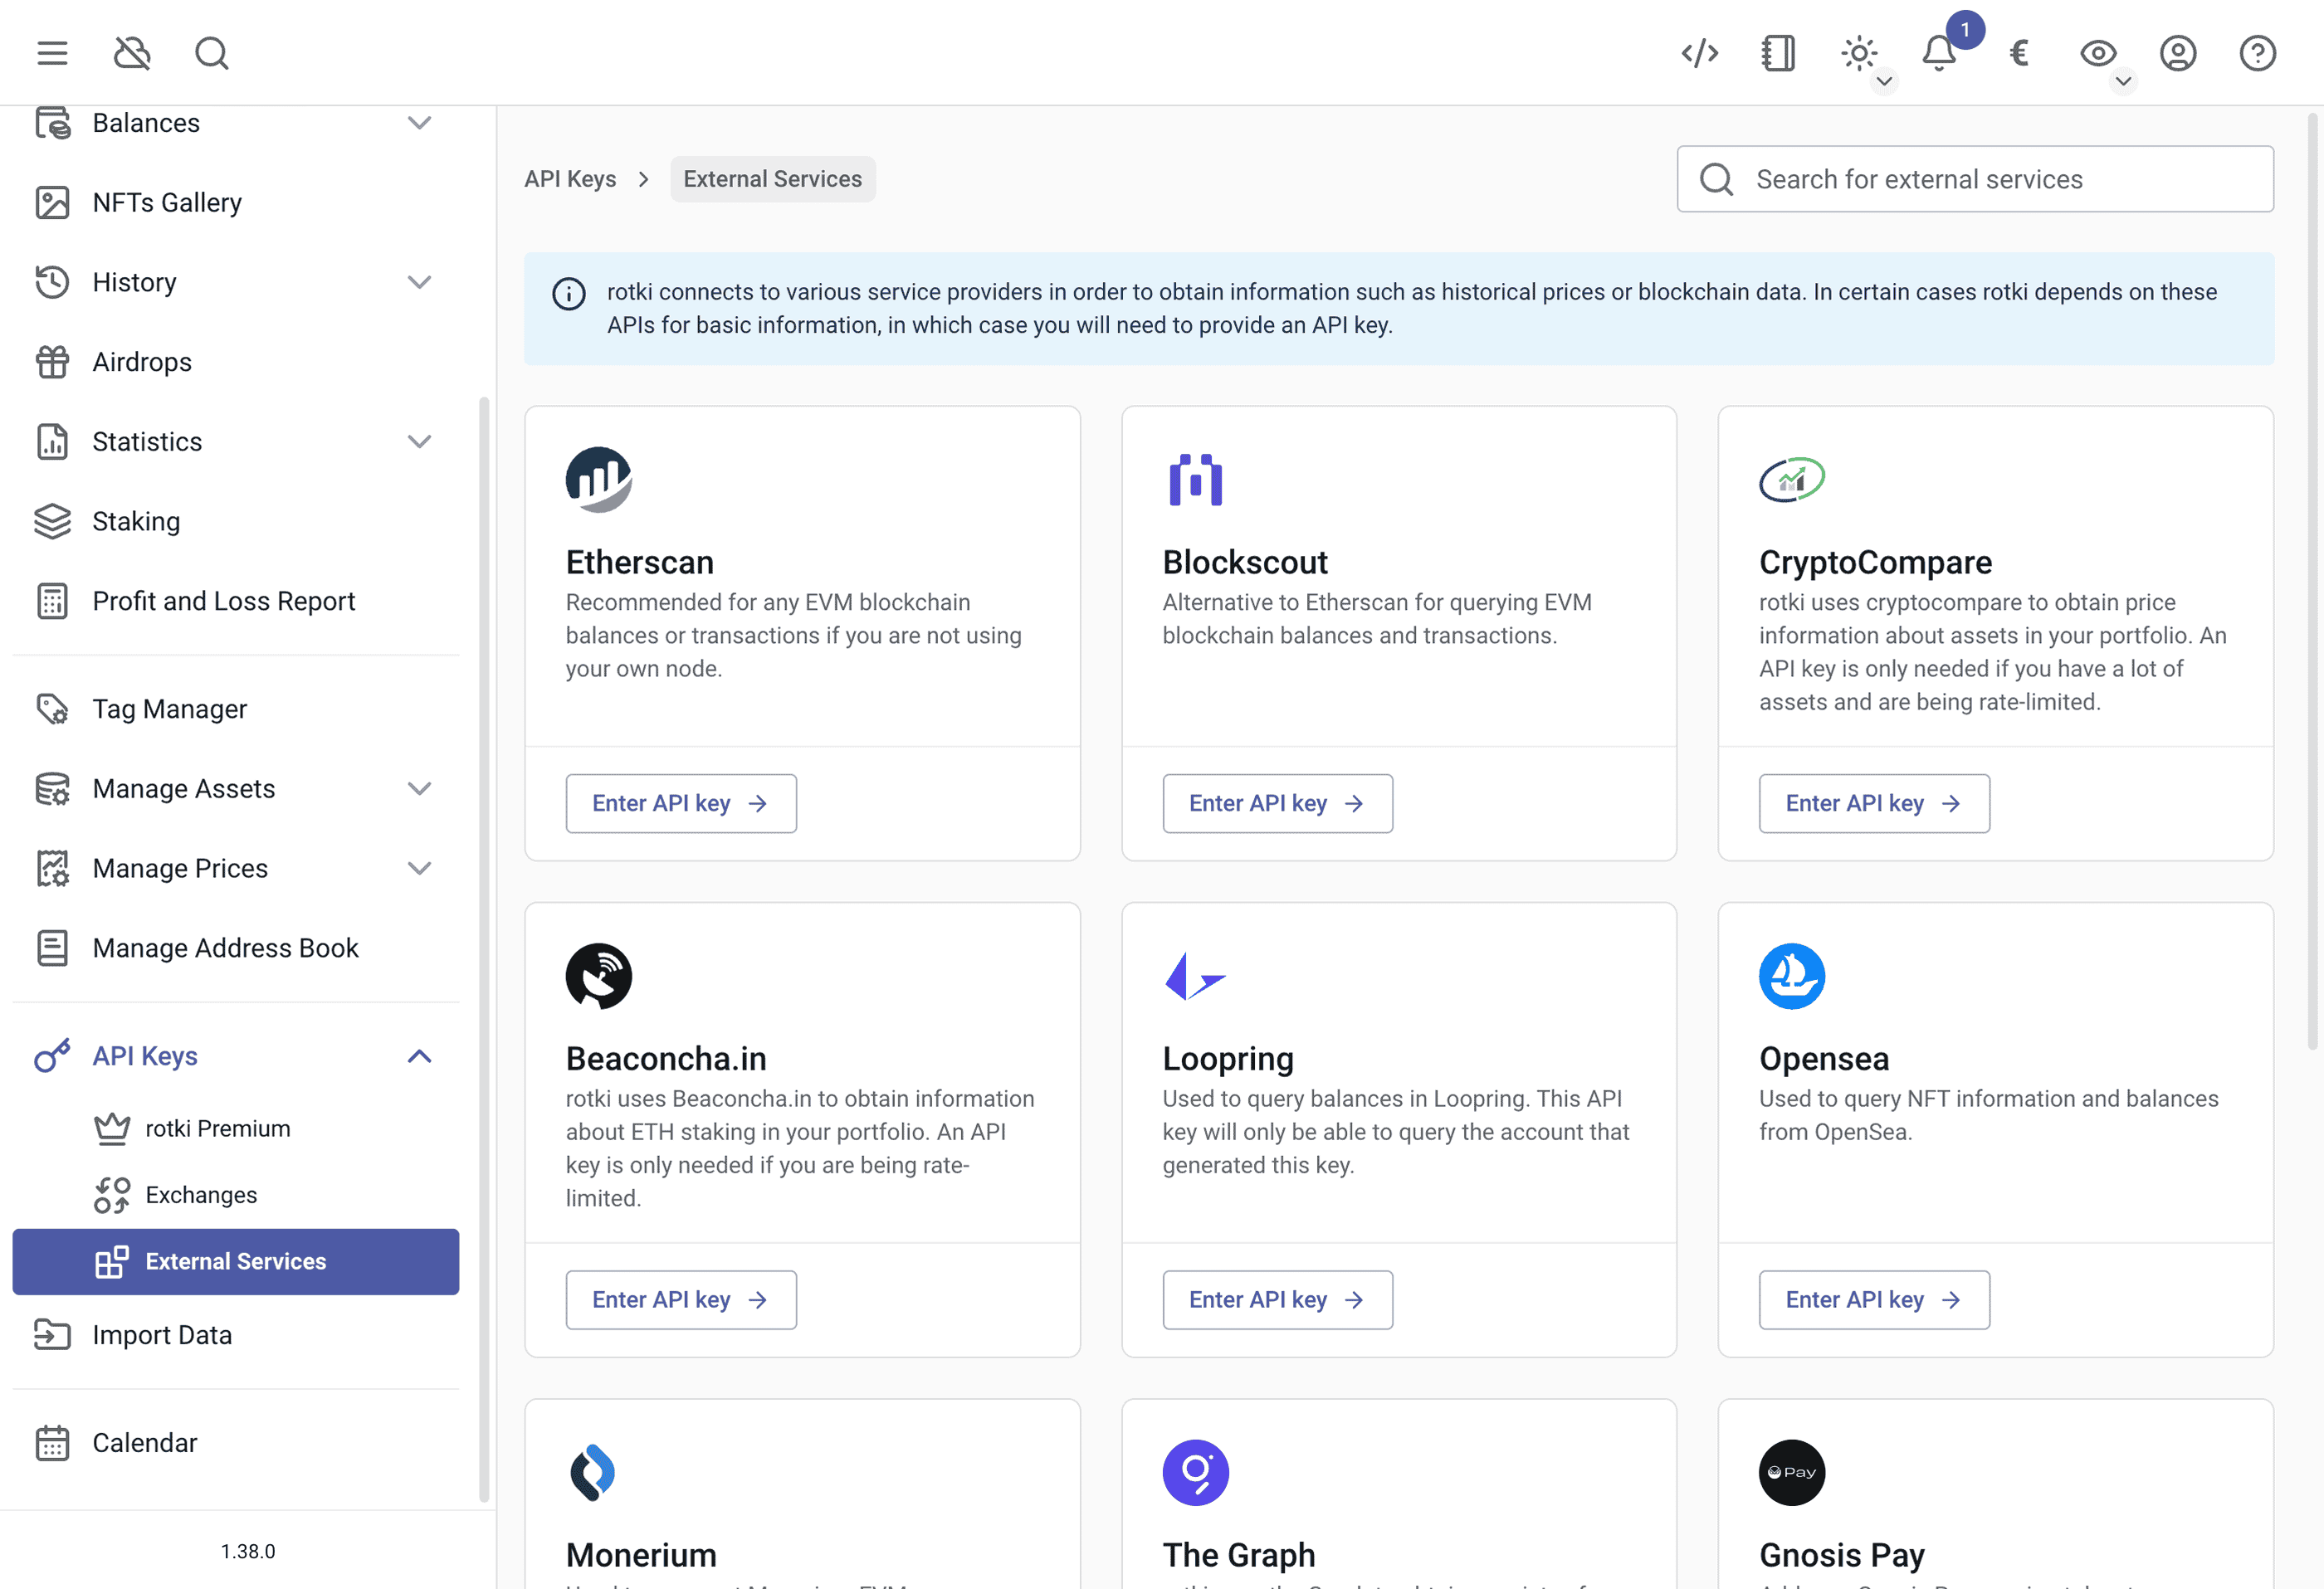 1
€
Balances
NFTs Gallery
History
Airdrops
Statistics
Staking
Profit and Loss Report
Tag Manager
Manage Assets
Manage Prices
Manage Address Book
API Keys
rotki Premium
Exchanges
External Services
Import Data
Calendar
1.38.0
API Keys > External Services
Search for external services
rotki connects to various service providers in order to obtain information such as historical prices or blockchain data. In certain cases rotki depends on these
APIs for basic information, in which case you will need to provide an API key.
Etherscan
Recommended for any EVM blockchain
balances or transactions if you are not using
your own node.
Enter API key
Blockscout
Alternative to Etherscan for querying EVM
blockchain balances and transactions.
Enter API key
CryptoCompare
rotki uses cryptocompare to obtain price
information about assets in your portfolio. An
API key is only needed if you have a lot of
assets and are being rate-limited.
Enter API key
Beaconcha.in
rotki uses Beaconcha.in to obtain information
about ETH staking in your portfolio. An API
key is only needed if you are being rate-
limited.
Enter API key
Loopring
Used to query balances in Loopring. This API
key will only be able to query the account that
generated this key.
Enter API key
Opensea
Used to query NFT information and balances
from OpenSea.
Enter API key
Monerium
The Graph
Pay
Gnosis Pay